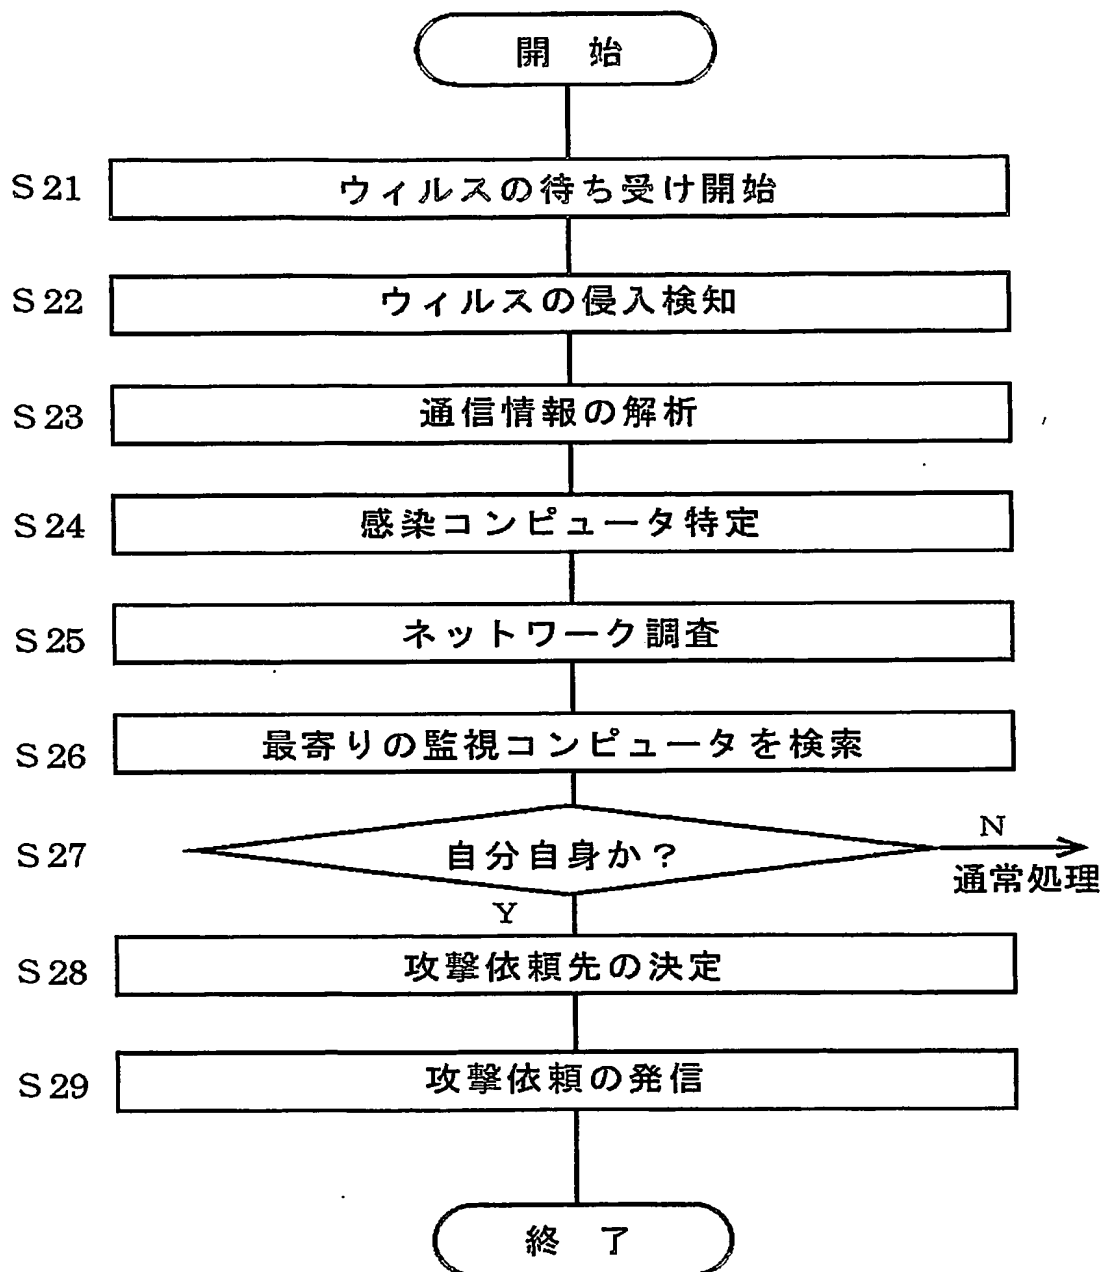 開 始
S21 ウィルスの待ち受け開始
S22 ウィルスの侵入検知
S23 通信情報の解析
S24 感染コンピュータ特定
S25 ネットワーク調査
S26 最寄りの監視コンピュータを検索
S27 自分自身か？ N
通常処理
Y
S28 攻撃依頼先の決定
S29 攻撃依頼の発信
終 了